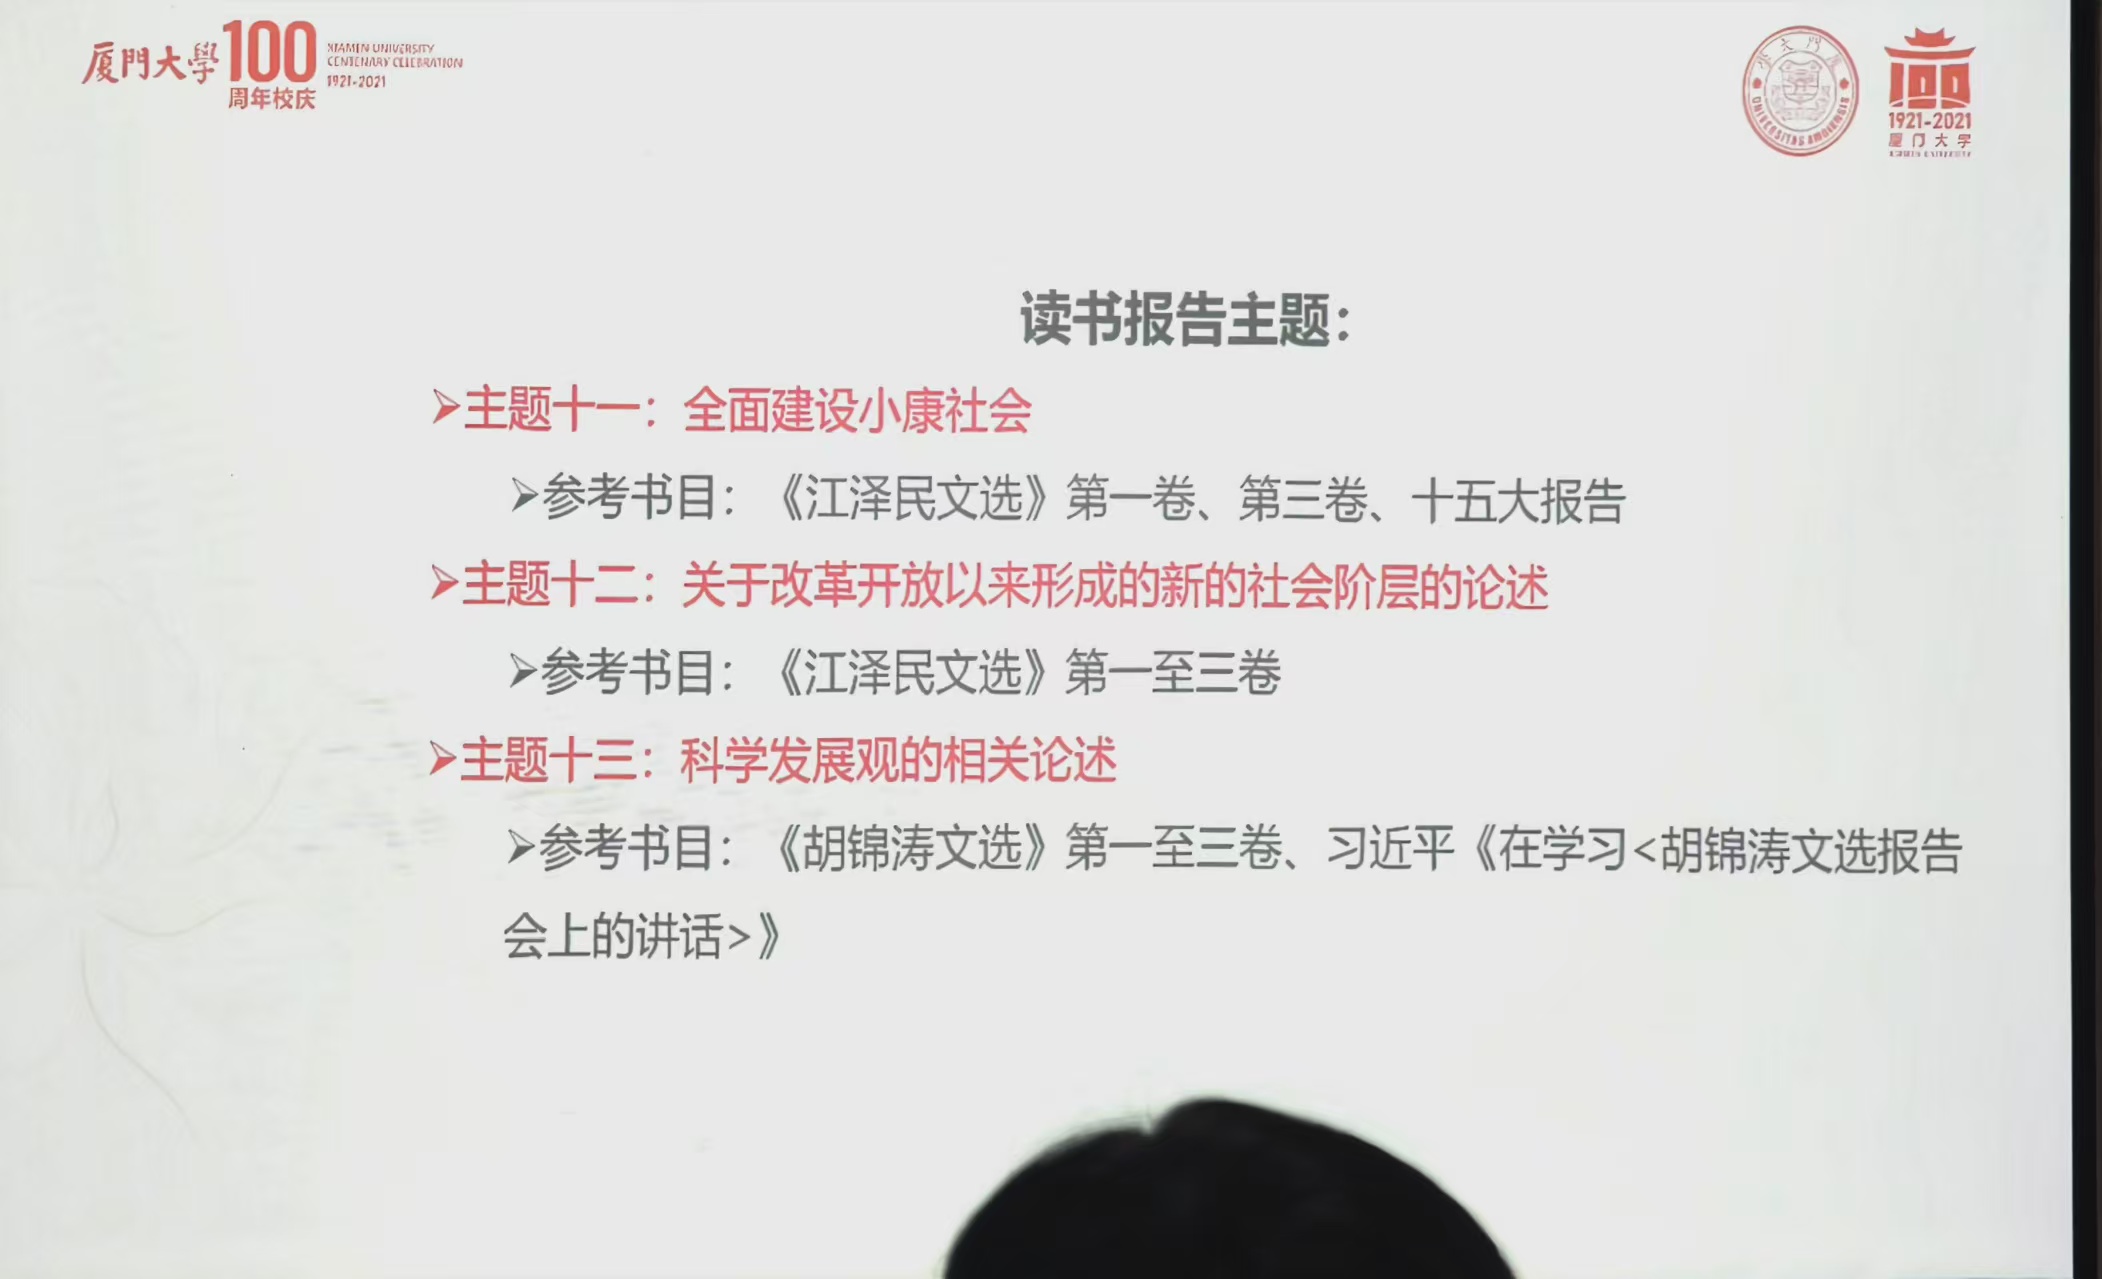 厦門大學100
周年校庆
XIAMEN UNIVERSITY
CENTENARY CELEBRATION
1921-2021
UNIVERSITAS AMOIENSIS
100
1921-2021
厦门大学
XIAMEN UNIVERSITY
读书报告主题：
➢主题十一：全面建设小康社会
➢参考书目：《江泽民文选》第一卷、第三卷、十五大报告
➢主题十二：关于改革开放以来形成的新的社会阶层的论述
➢参考书目：《江泽民文选》第一至三卷
➢主题十三：科学发展观的相关论述
➢参考书目：《胡锦涛文选》第一至三卷、习近平《在学习<胡锦涛文选报告
会上的讲话>》